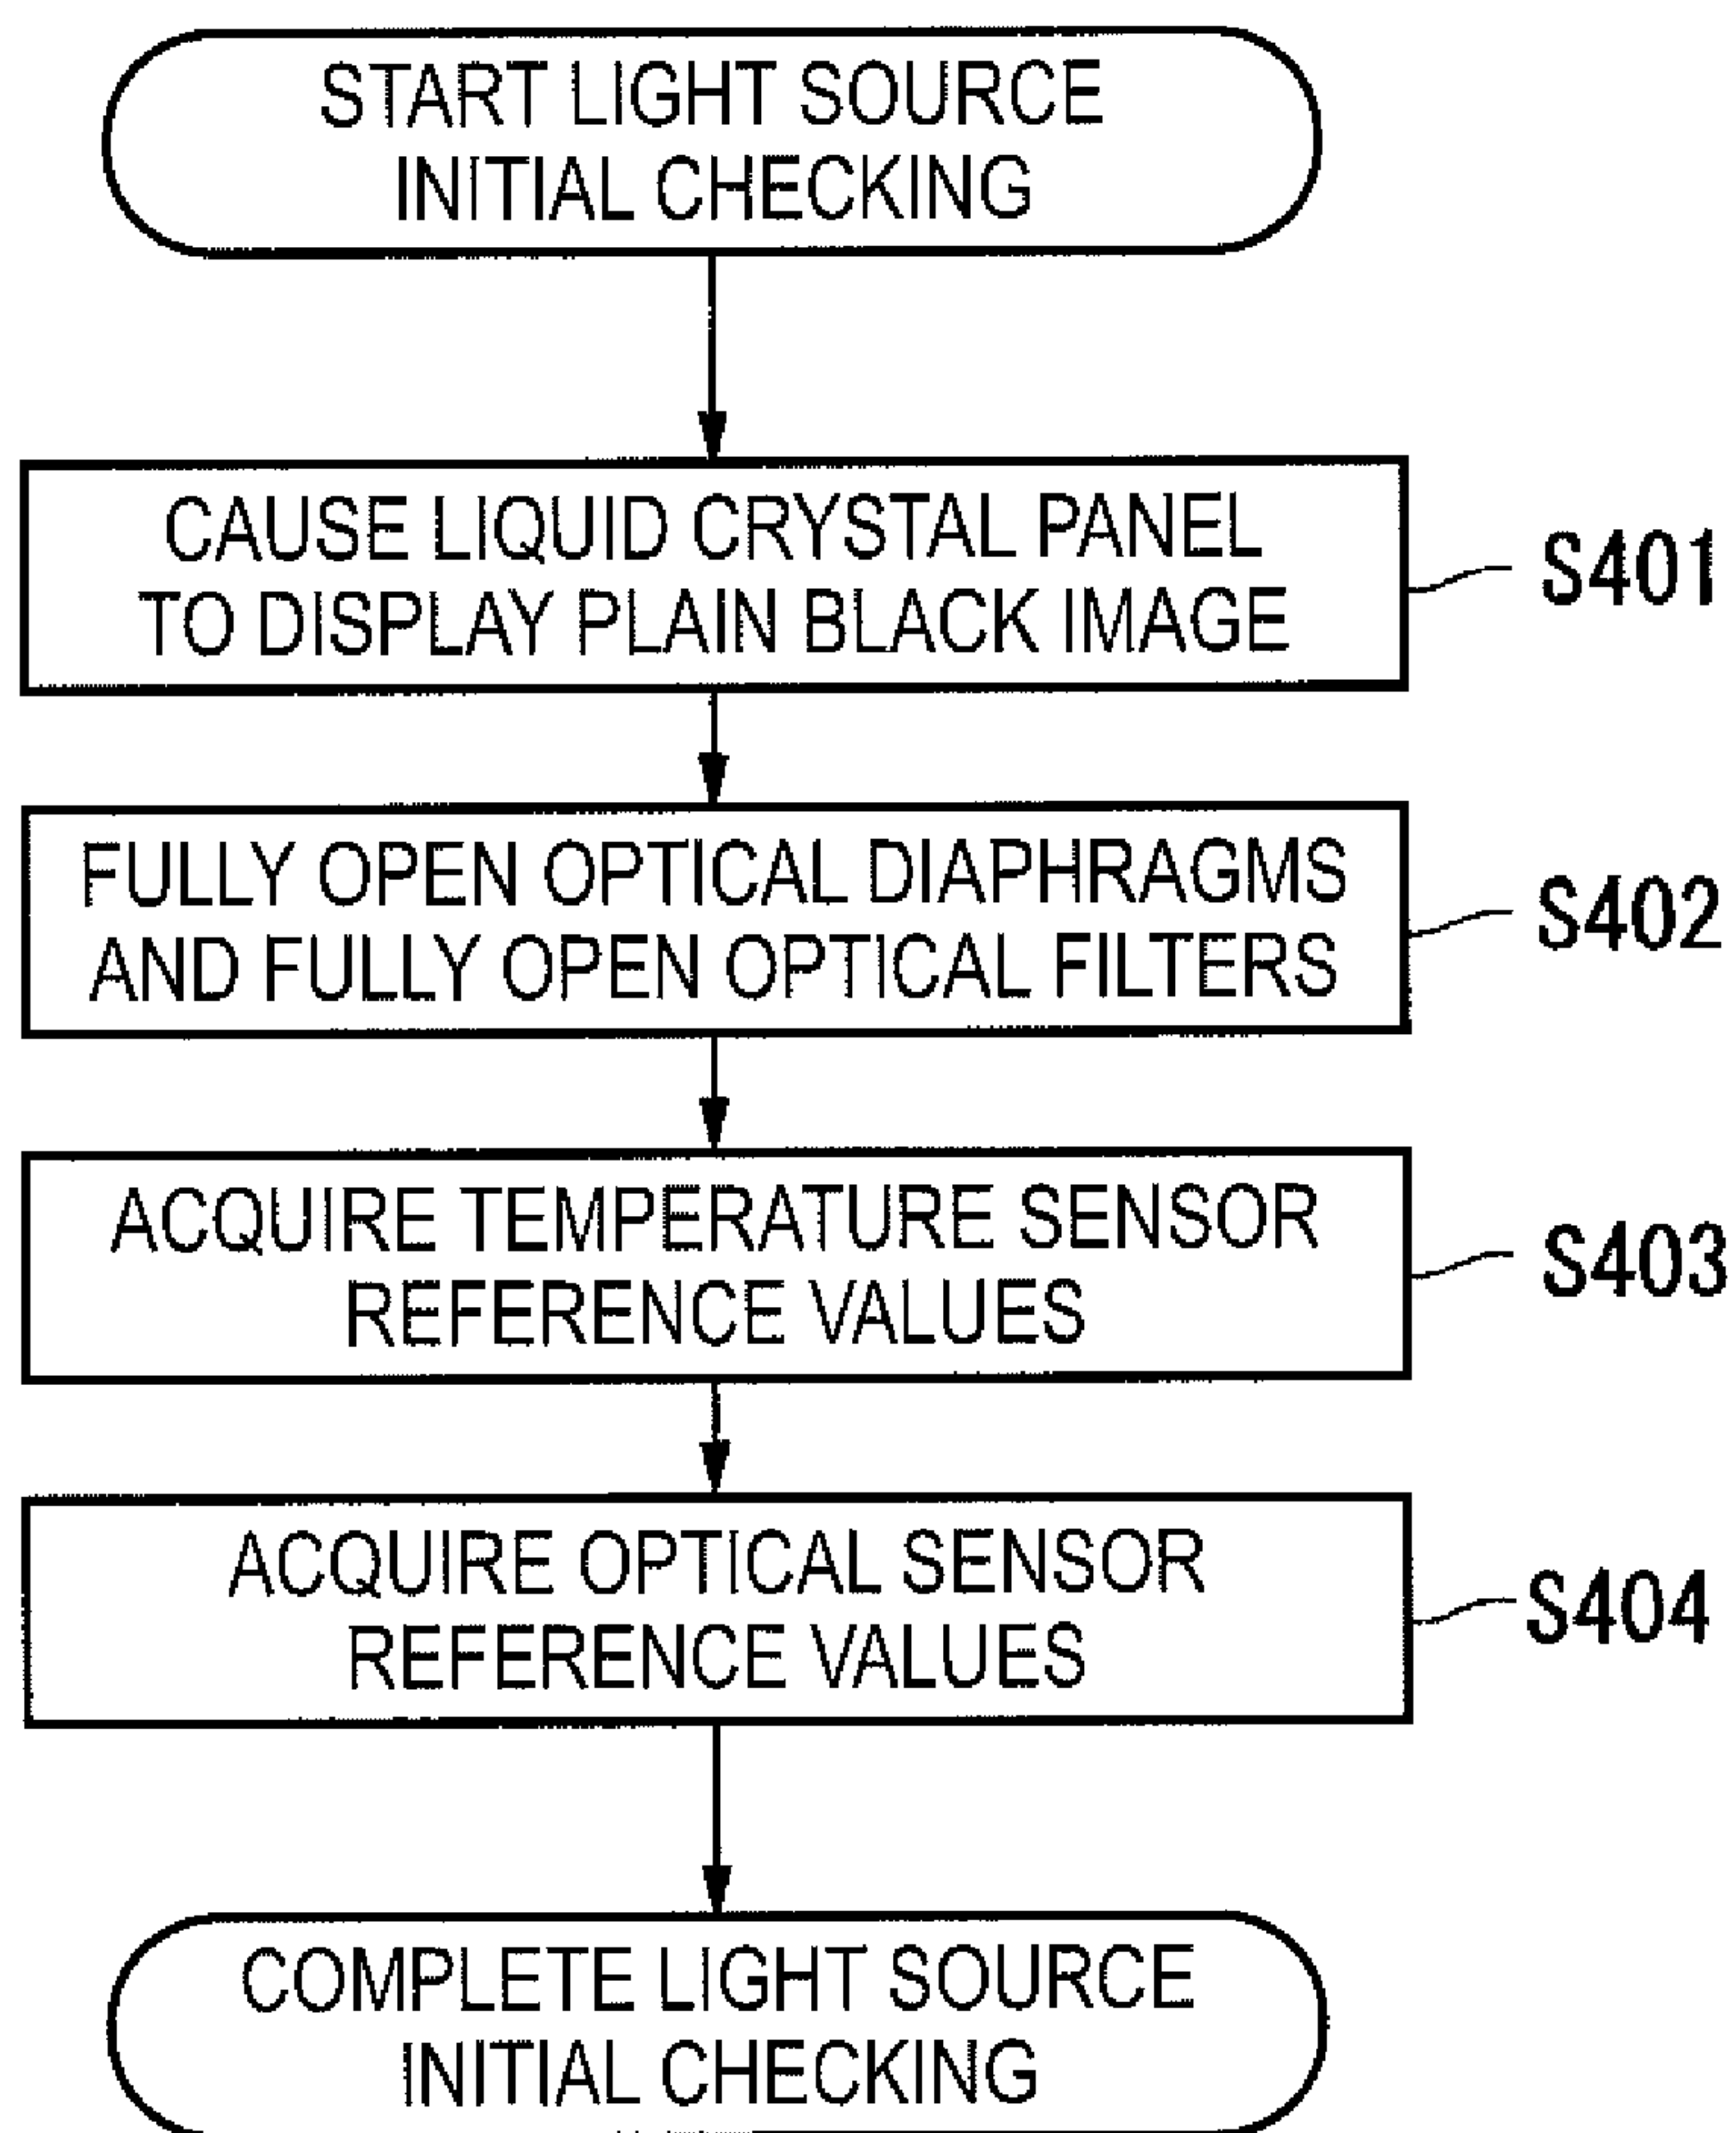 START LIGHT SOURCE
INITIAL CHECKING
CAUSE LIQUID CRYSTAL PANEL
TO DISPLAY PLAIN BLACK IMAGE
S401
FULLY OPEN OPTICAL DIAPHRAGMS
AND FULLY OPEN OPTICAL FILTERS
S402
ACQUIRE TEMPERATURE SENSOR
REFERENCE VALUES
S403
ACQUIRE OPTICAL SENSOR
REFERENCE VALUES
S404
COMPLETE LIGHT SOURCE
INITIAL CHECKING